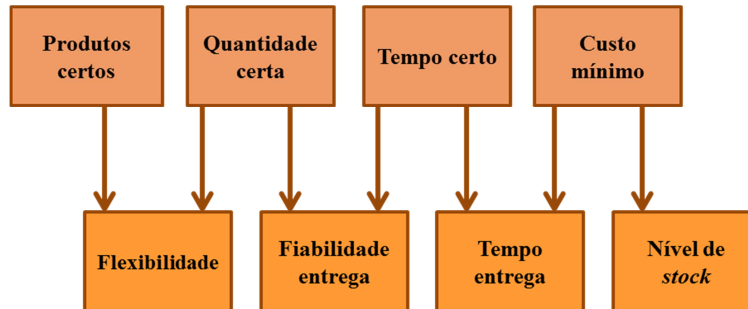 Produtos
certos
Quantidade
certa
Tempo certo
Custo
mínimo
Flexibilidade
Fiabilidade
entrega
Tempo
entrega
Nível de
stock